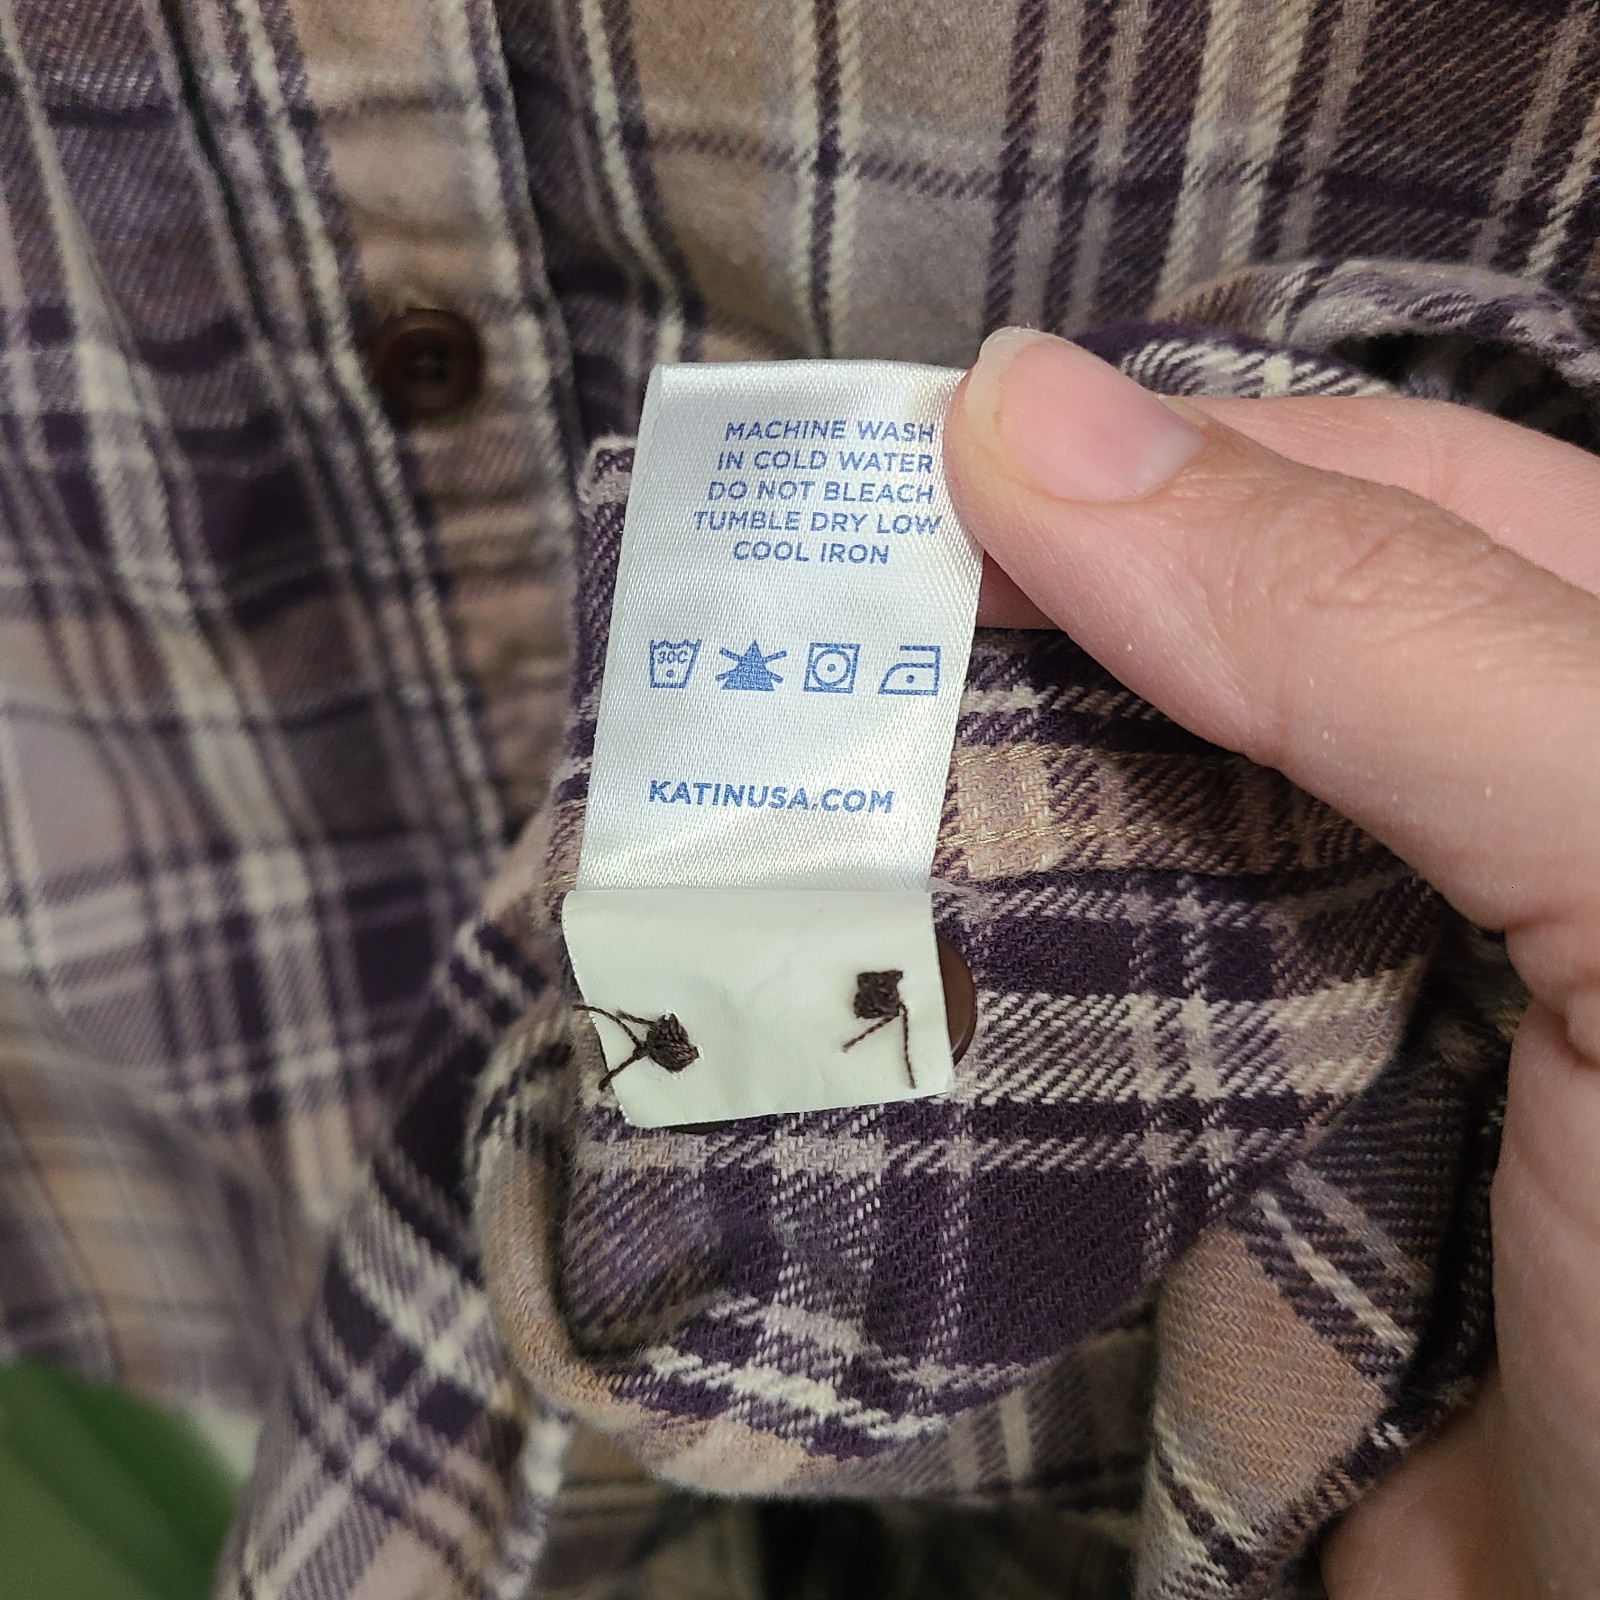 MACHINE WASH
IN COLD WATER
DO NOT BLEACH
TUMBLE DRY LOW
COOL IRON
30C
KATINUSA.COM